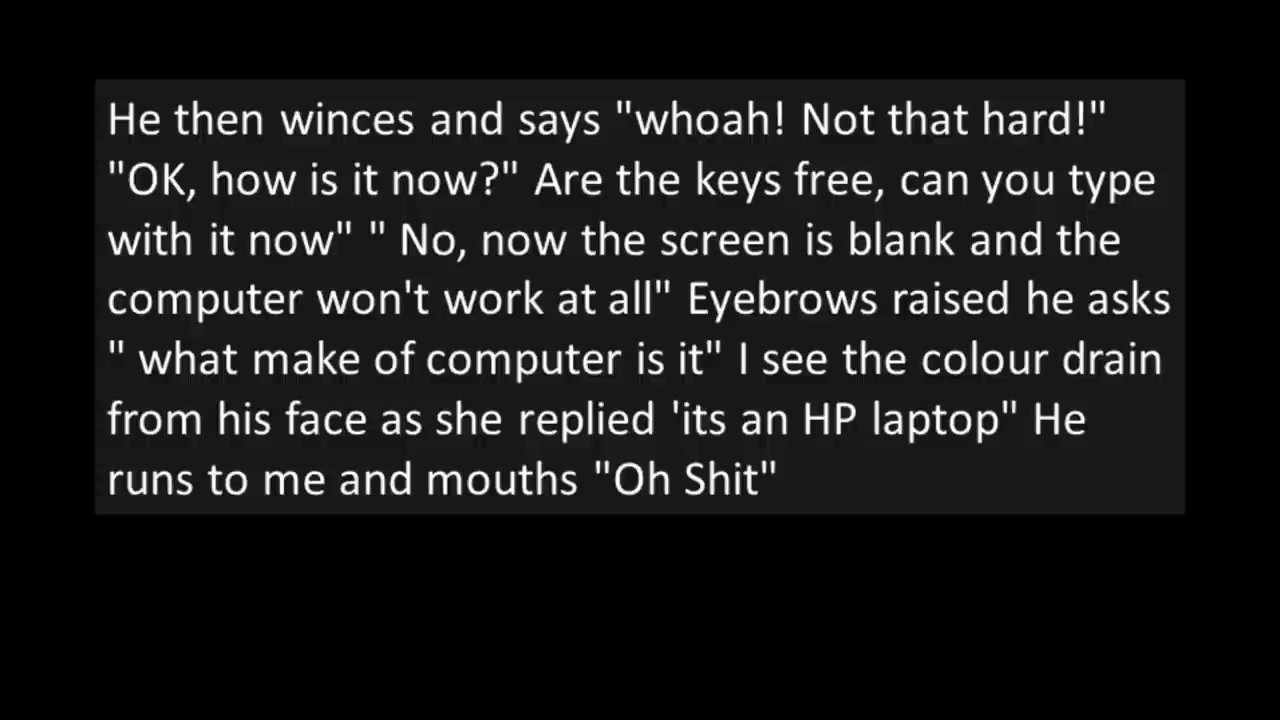 He then winces and says "whoah! Not that hard!"
"OK, how is it now?" Are the keys free, can you type
with it now" " No, now the screen is blank and the
computer won't work at all" Eyebrows raised he asks
" what make of computer is it" I see the colour drain
from his face as she replied 'its an HP laptop" He
runs to me and mouths "Oh Shit"